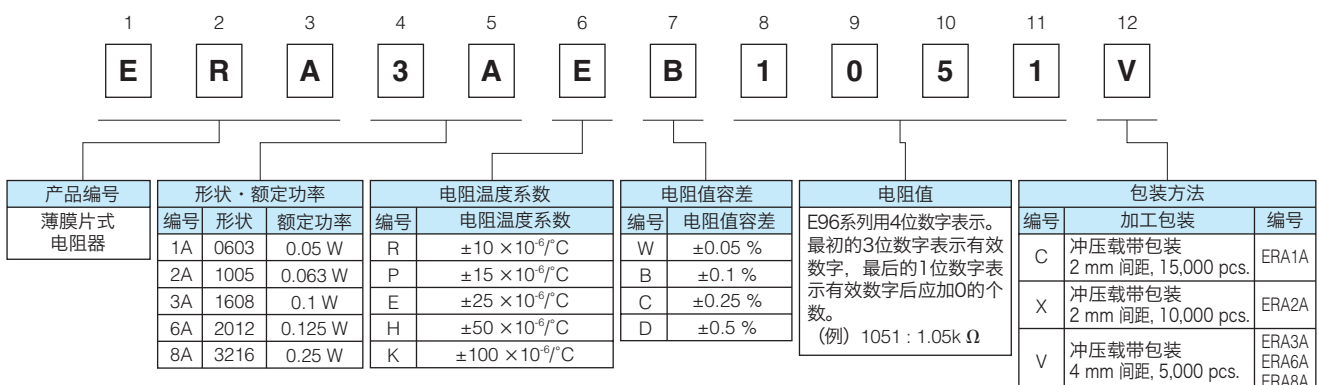 1 2 3 4 5 6 7 8 9 10 11 12
E R A 3 A E B 1 0 5 1 V
产品编号
薄膜片式
电阻器
形状・额定功率
编号 形状 额定功率
1A 0603 0.05 W
2A 1005 0.063 W
3A 1608 0.1 W
6A 2012 0.125 W
8A 3216 0.25 W
电阻温度系数
编号 电阻温度系数
R ±10 ×10⁻⁶/°C
P ±15 ×10⁻⁶/°C
E ±25 ×10⁻⁶/°C
H ±50 ×10⁻⁶/°C
K ±100 ×10⁻⁶/°C
电阻值容差
编号 电阻值容差
W ±0.05 %
B ±0.1 %
C ±0.25 %
D ±0.5 %
电阻值
E96系列用4位数字表示。
最初的3位数字表示有效
数字，最后的1位数字表
示有效数字后应加0的个
数。
（例）1051 : 1.05k Ω
包装方法
编号 加工包装 编号
C 冲压载带包装
2 mm 间距, 15,000 pcs. ERA1A
X 冲压载带包装
2 mm 间距, 10,000 pcs. ERA2A
V 冲压载带包装
4 mm 间距, 5,000 pcs. ERA3A
ERA6A
ERA8A